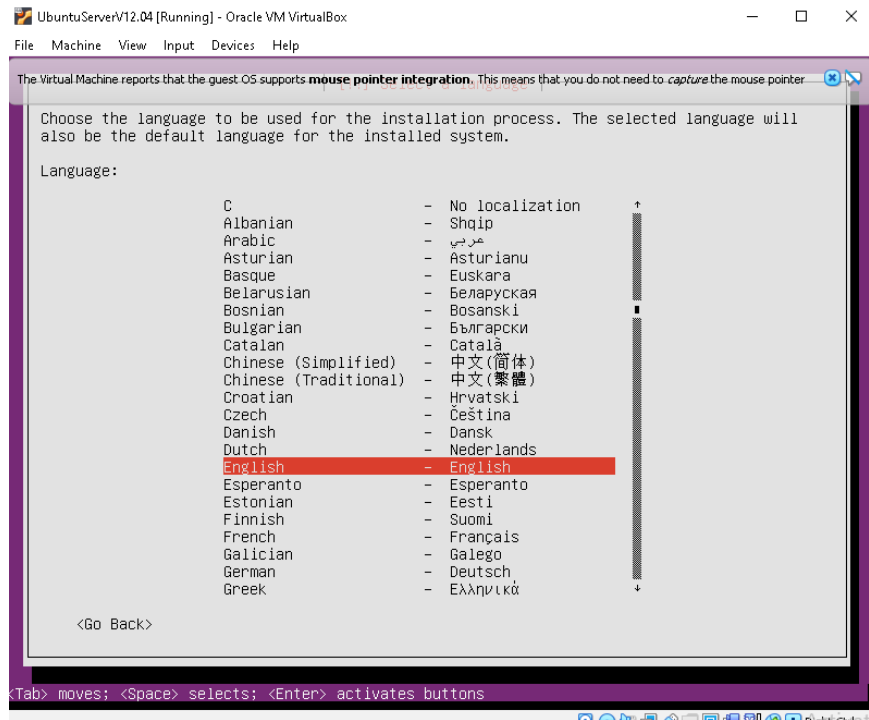 UbuntuServerV12.04 [Running] - Oracle VM VirtualBox
File Machine View Input Devices Help
The Virtual Machine reports that the guest OS supports mouse pointer integration. This means that you do not need to capture the mouse pointer
[!!] Select a language
Choose the language to be used for the installation process. The selected language will
also be the default language for the installed system.
Language:
C - No localization
Albanian - Shqip
Arabic - عربي
Asturian - Asturianu
Basque - Euskara
Belarusian - Беларуская
Bosnian - Bosanski
Bulgarian - Български
Catalan - Català
Chinese (Simplified) - 中文(简体)
Chinese (Traditional) - 中文(繁體)
Croatian - Hrvatski
Czech - Čeština
Danish - Dansk
Dutch - Nederlands
English - English
Esperanto - Esperanto
Estonian - Eesti
Finnish - Suomi
French - Français
Galician - Galego
German - Deutsch
Greek - Ελληνικά
<Go Back>
<Tab> moves; <Space> selects; <Enter> activates buttons